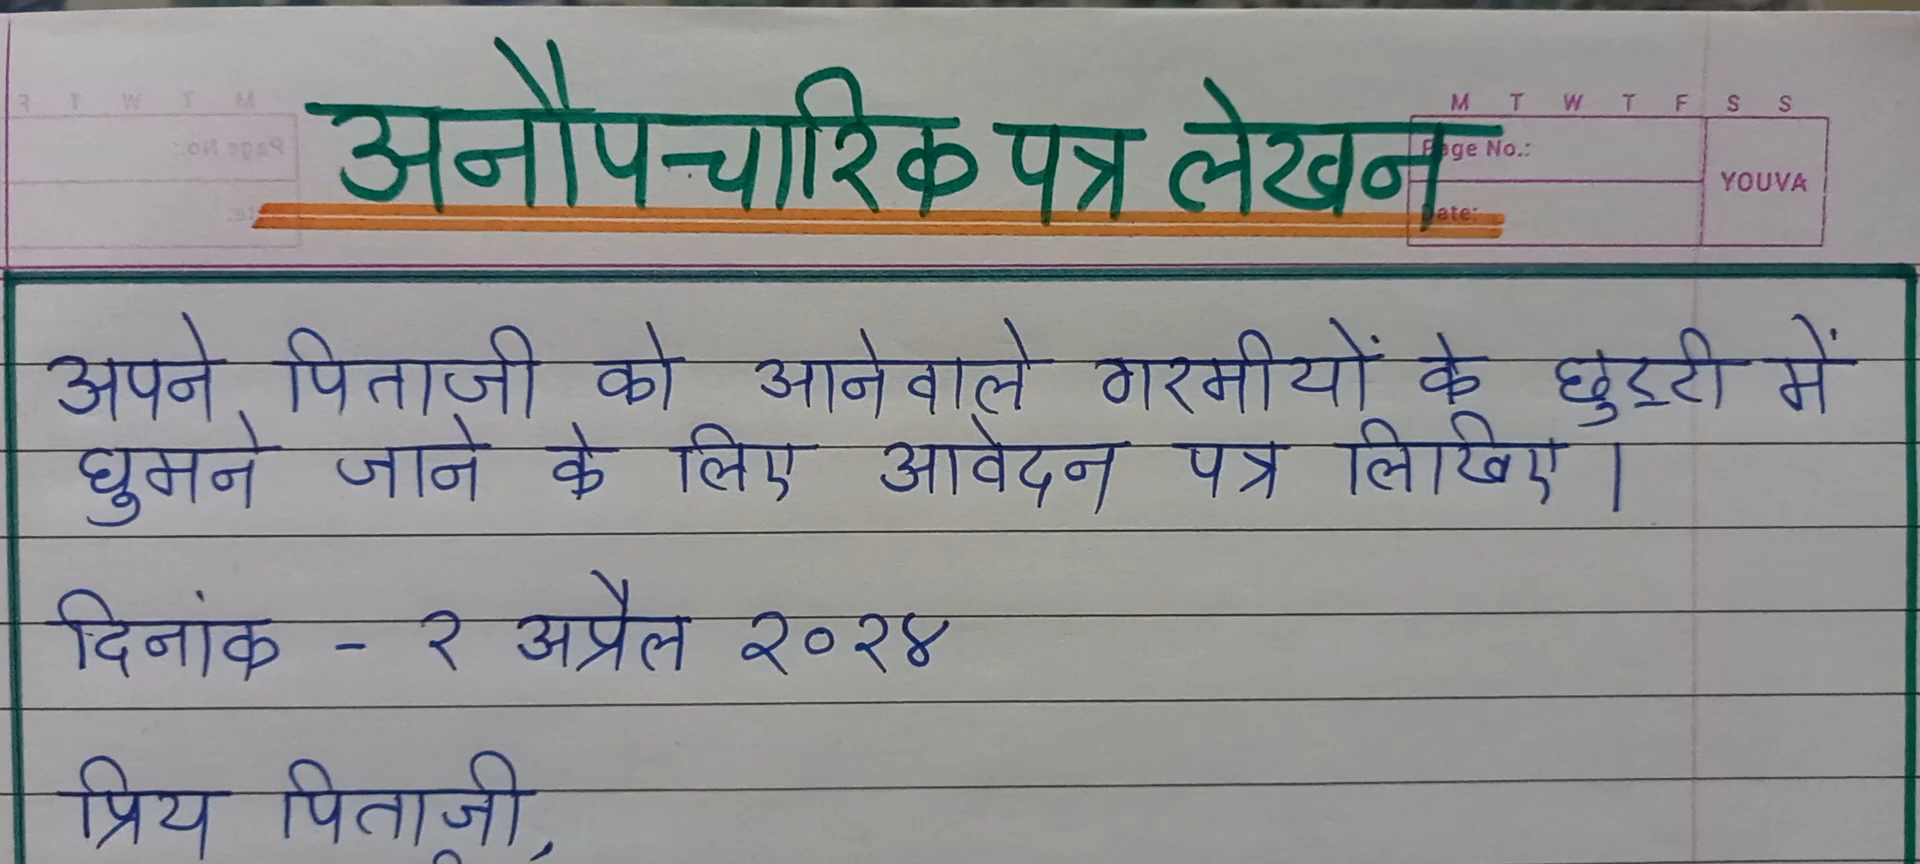 M T W T F S S
अनौपचारिक पत्र लेखन
Page No.:
YOUVA
Date:
अपने पिताजी को आनेवाले गरमीयों के छुट्टी में
घुमने जाने के लिए आवेदन पत्र लिखिए।
दिनांक - २ अप्रैल २०२४
प्रिय पिताजी,